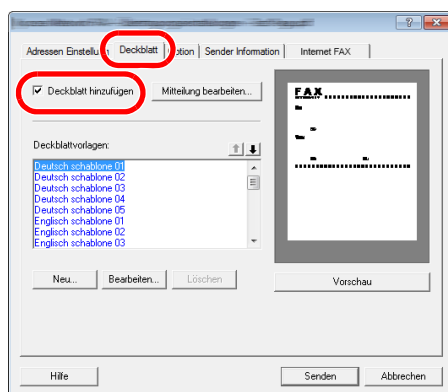 Adressen Einstellu Deckblatt ption Sender Information Internet FAX
Deckblatt hinzufügen Mitteilung bearbeiten...
FAX
Deckblattvorlagen:
Deutsch schablone 01
Deutsch schablone 02
Deutsch schablone 03
Deutsch schablone 04
Deutsch schablone 05
Englisch schablone 01
Englisch schablone 02
Englisch schablone 03
Neu... Bearbeiten... Löschen Vorschau
Hilfe Senden Abbrechen